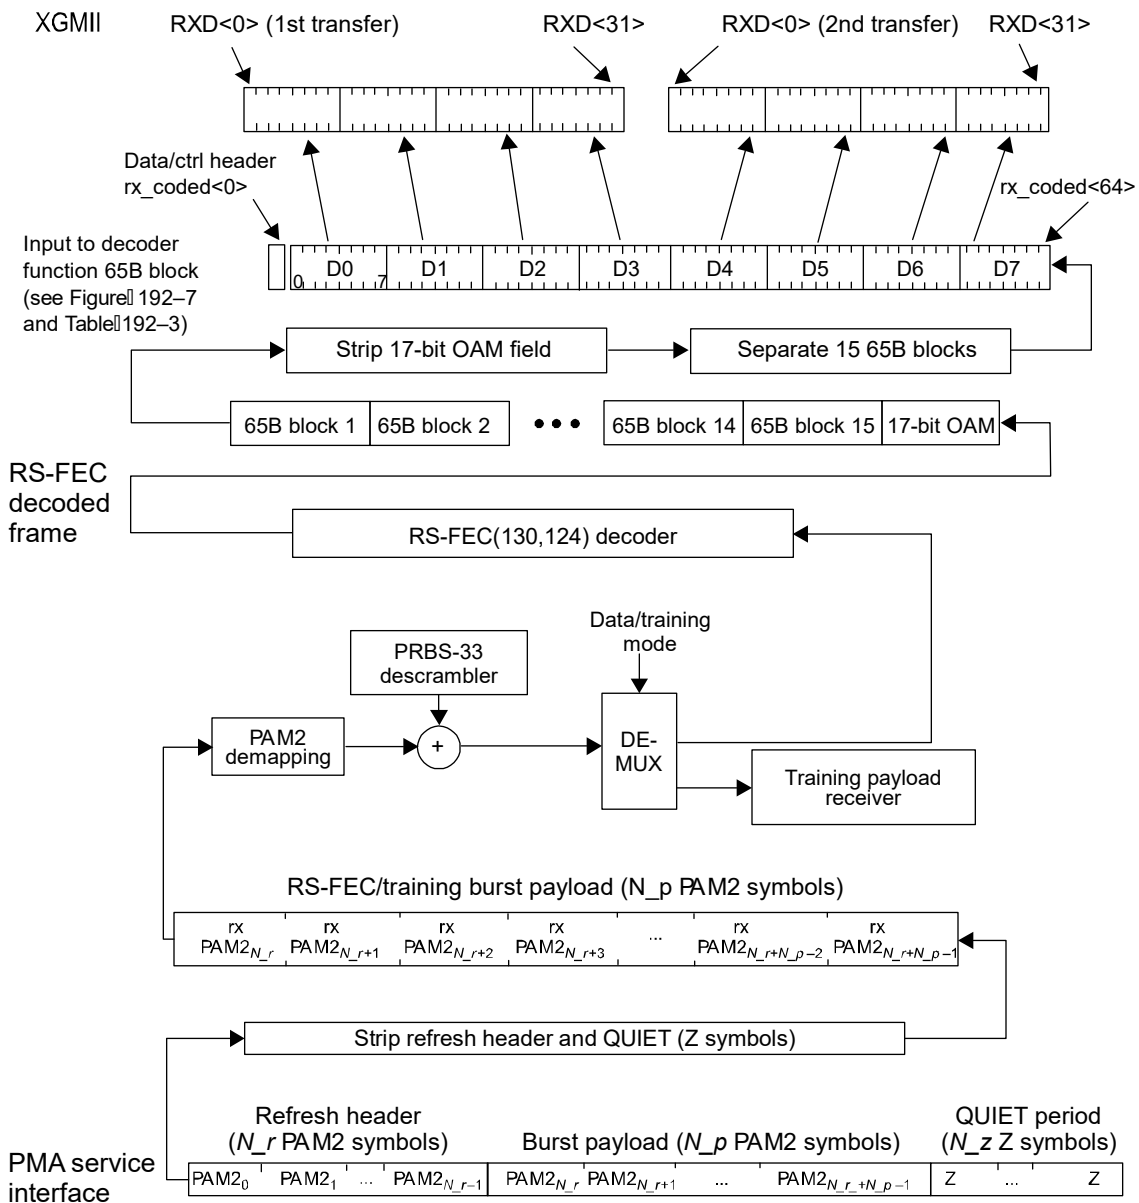 XGMII
RXD<0> (1st transfer)
RXD<31>
RXD<0> (2nd transfer)
RXD<31>
Data/ctrl header
rx_coded<0>
rx_coded<64>
Input to decoder
function 65B block
(see Figure▯ 192–7
and Table▯192–3)
0
D0
7
D1
D2
D3
D4
D5
D6
D7
Strip 17-bit OAM field
Separate 15 65B blocks
65B block 1
65B block 2
•••
65B block 14
65B block 15
17-bit OAM
RS-FEC
decoded
frame
RS-FEC(130,124) decoder
Data/training
mode
PRBS-33
descrambler
PAM2
demapping
+
DE-
MUX
Training payload
receiver
RS-FEC/training burst payload (N_p PAM2 symbols)
rx
PAM2N_r
rx
PAM2N_r+1
rx
PAM2N_r+2
rx
PAM2N_r+3
...
rx
PAM2N_r+N_p–2
rx
PAM2N_r+N_p–1
Strip refresh header and QUIET (Z symbols)
Refresh header
(N_r PAM2 symbols)
Burst payload (N_p PAM2 symbols)
QUIET period
(N_z Z symbols)
PMA service
interface
PAM20
PAM21
...
PAM2N_r–1
PAM2N_r
PAM2N_r+1
...
PAM2N_r_+N_p–1
Z
...
Z